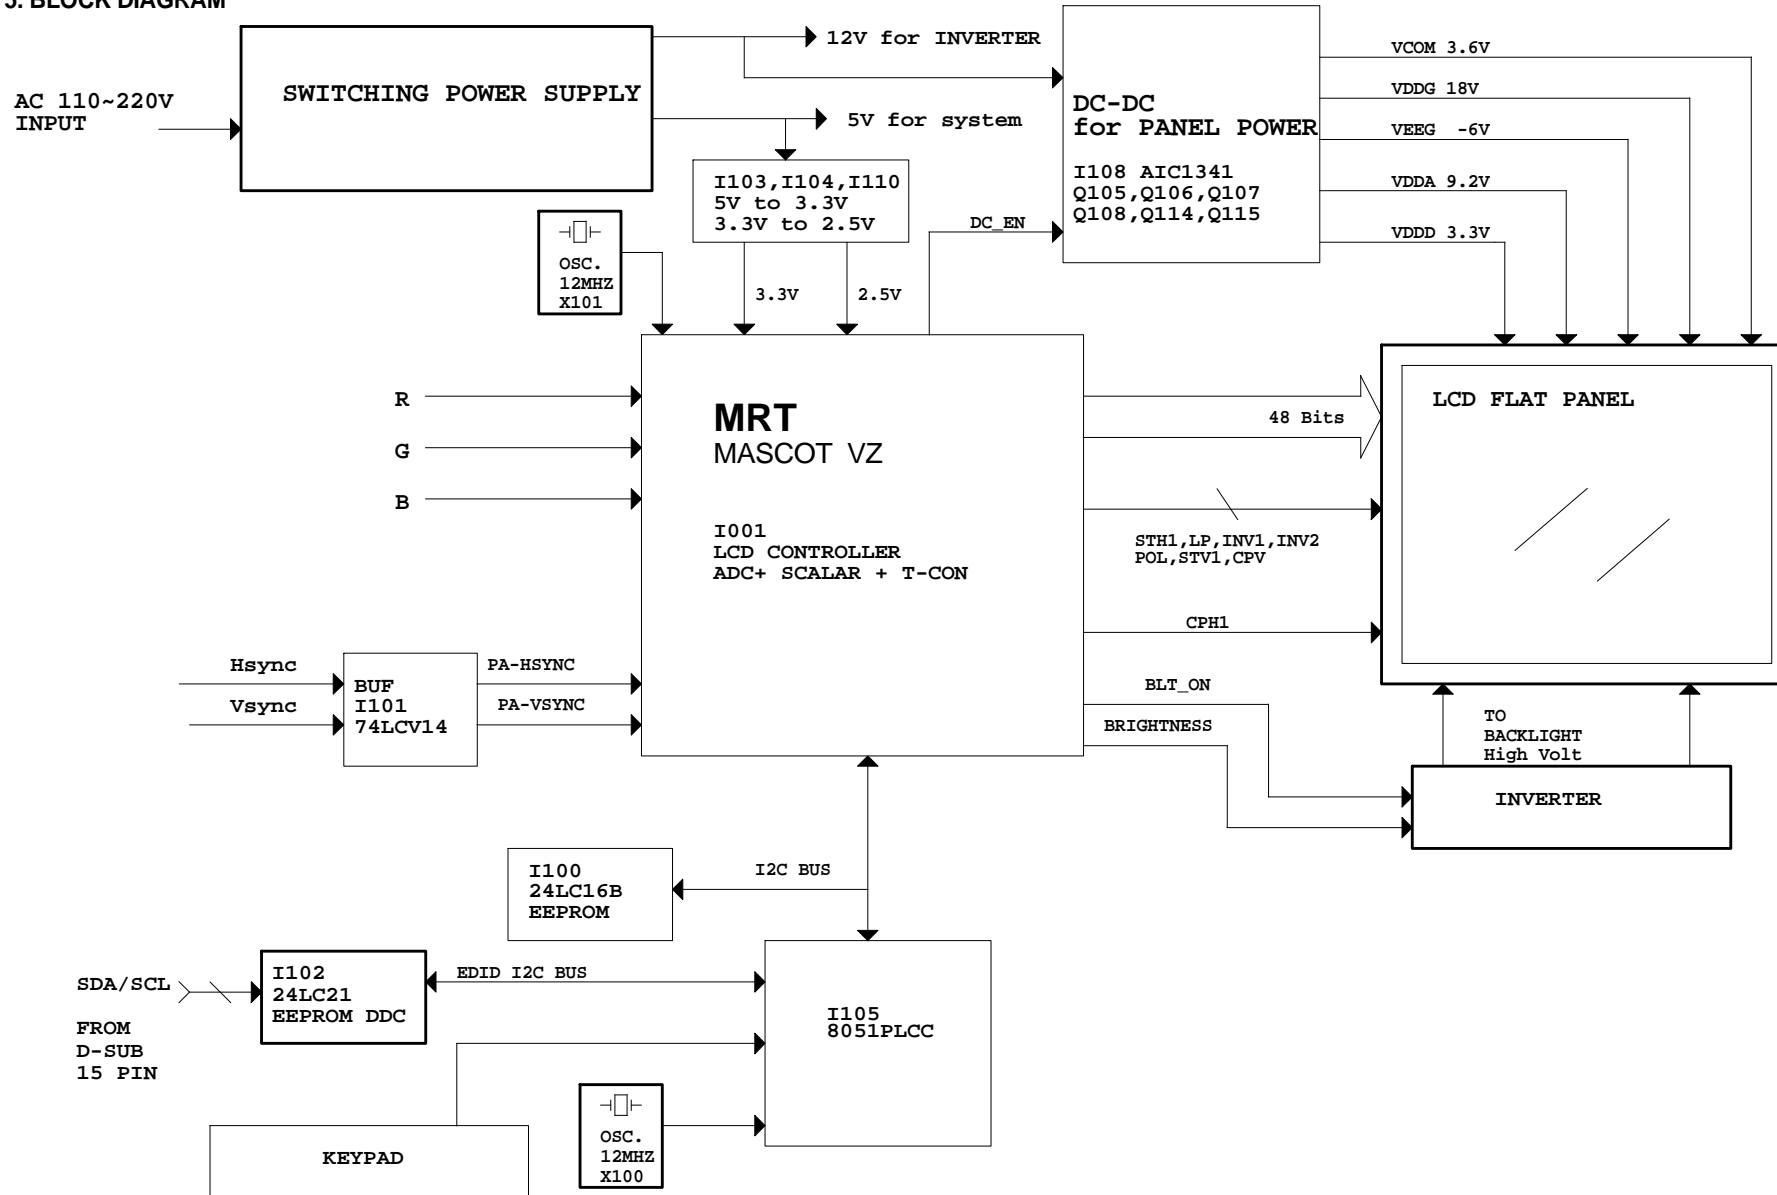 5. BLOCK DIAGRAM
SWITCHING POWER SUPPLY
AC 110~220V
INPUT
12V for INVERTER
5V for system
I103,I104,I110
5V to 3.3V
3.3V to 2.5V
DC-DC
for PANEL POWER
I108 AIC1341
Q105,Q106,Q107
Q108,Q114,Q115
VCOM 3.6V
VDDG 18V
VEEG -6V
VDDA 9.2V
VDDD 3.3V
DC_EN
OSC.
12MHZ
X101
3.3V
2.5V
R
G
B
MRT
MASCOT VZ
I001
LCD CONTROLLER
ADC+ SCALAR + T-CON
48 Bits
LCD FLAT PANEL
STH1,LP,INV1,INV2
POL,STV1,CPV
CPH1
Hsync
Vsync
BUF
I101
74LCV14
PA-HSYNC
PA-VSYNC
BLT_ON
BRIGHTNESS
TO
BACKLIGHT
High Volt
INVERTER
I2C BUS
I100
24LC16B
EEPROM
SDA/SCL
FROM
D-SUB
15 PIN
I102
24LC21
EEPROM DDC
EDID I2C BUS
I105
8051PLCC
KEYPAD
OSC.
12MHZ
X100